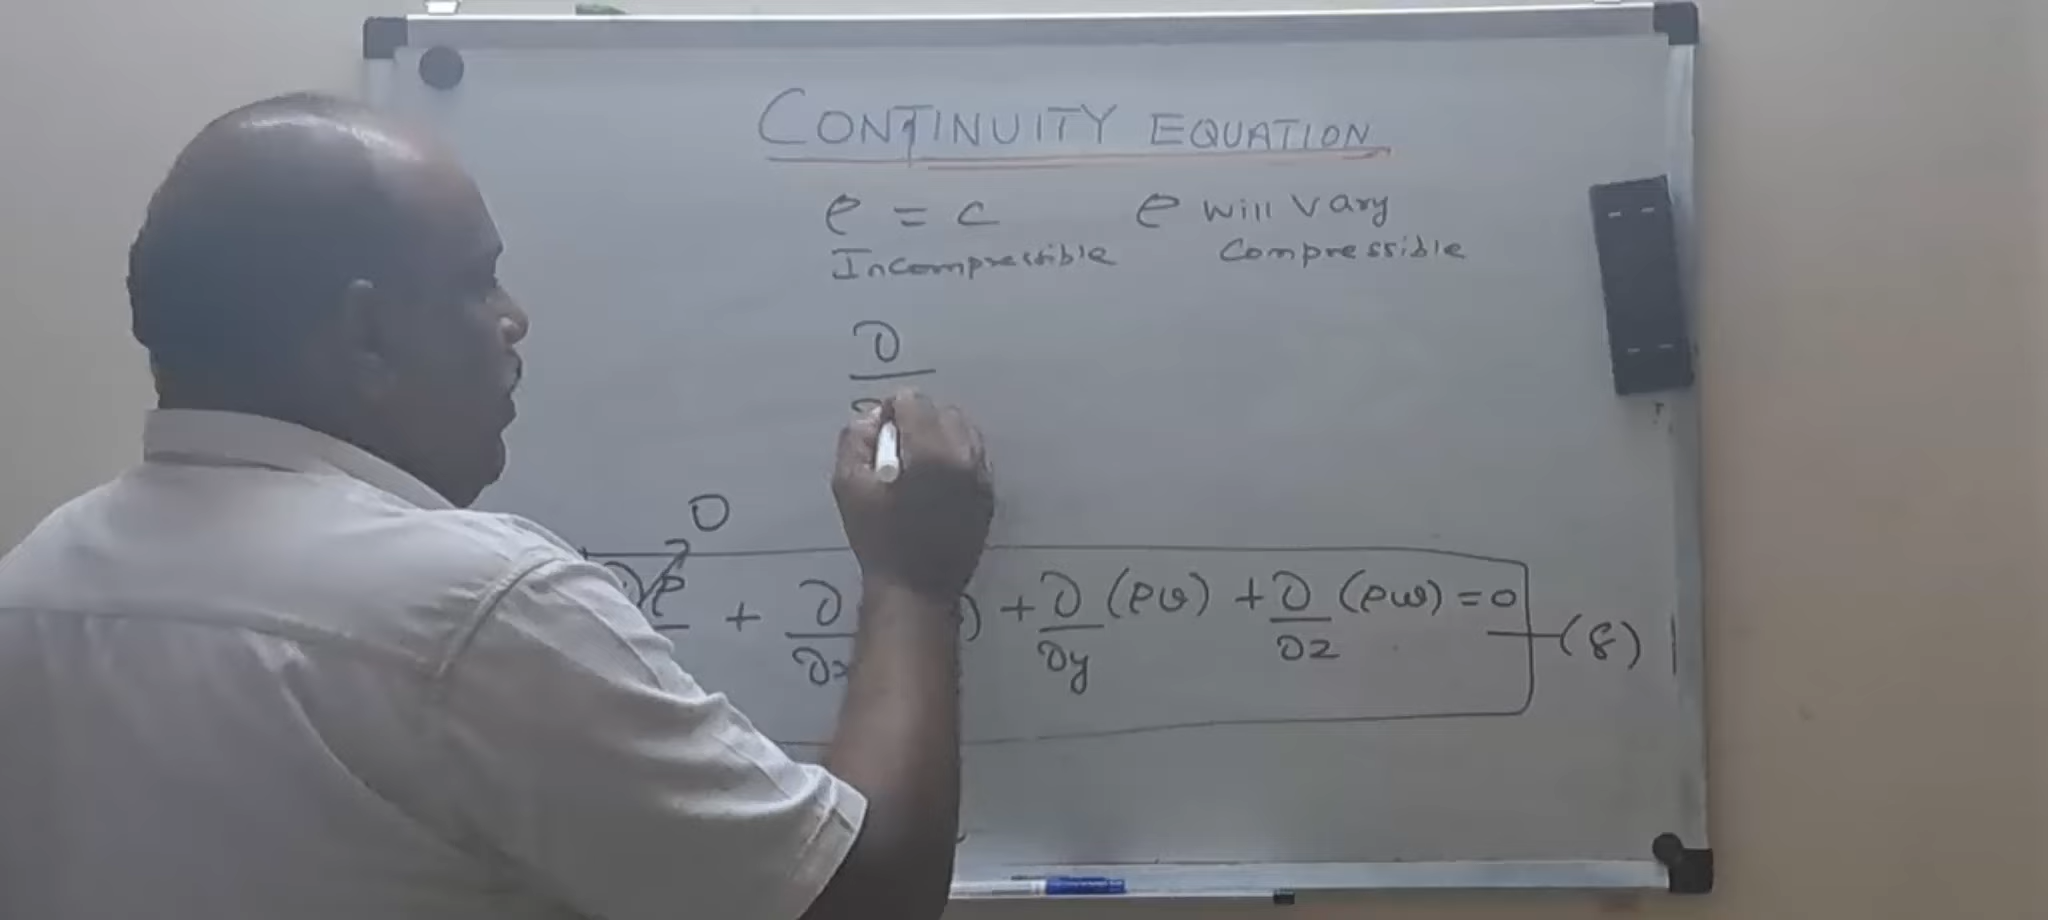 CONTINUITY EQUATION
ρ = c ρ will vary
Incompressible Compressible
∂
0
∂ρ + ∂ ) + ∂ (ρv) + ∂ (ρw) = 0
∂x ∂y ∂z (8)